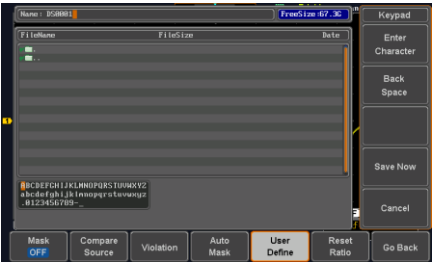 Name: DS0001
FreeSize:67.3G
Keypad
FileName FileSize Date
.
..
Enter
Character
Back
Space
Save Now
Cancel
1
ABCDEFGHIJKLMNOPQRSTUVWXYZ
abcdefghijklmnopqrstuvwxyz
.0123456789-_
Mask
OFF
Compare
Source
Violation
Auto
Mask
User
Define
Reset
Ratio
Go Back